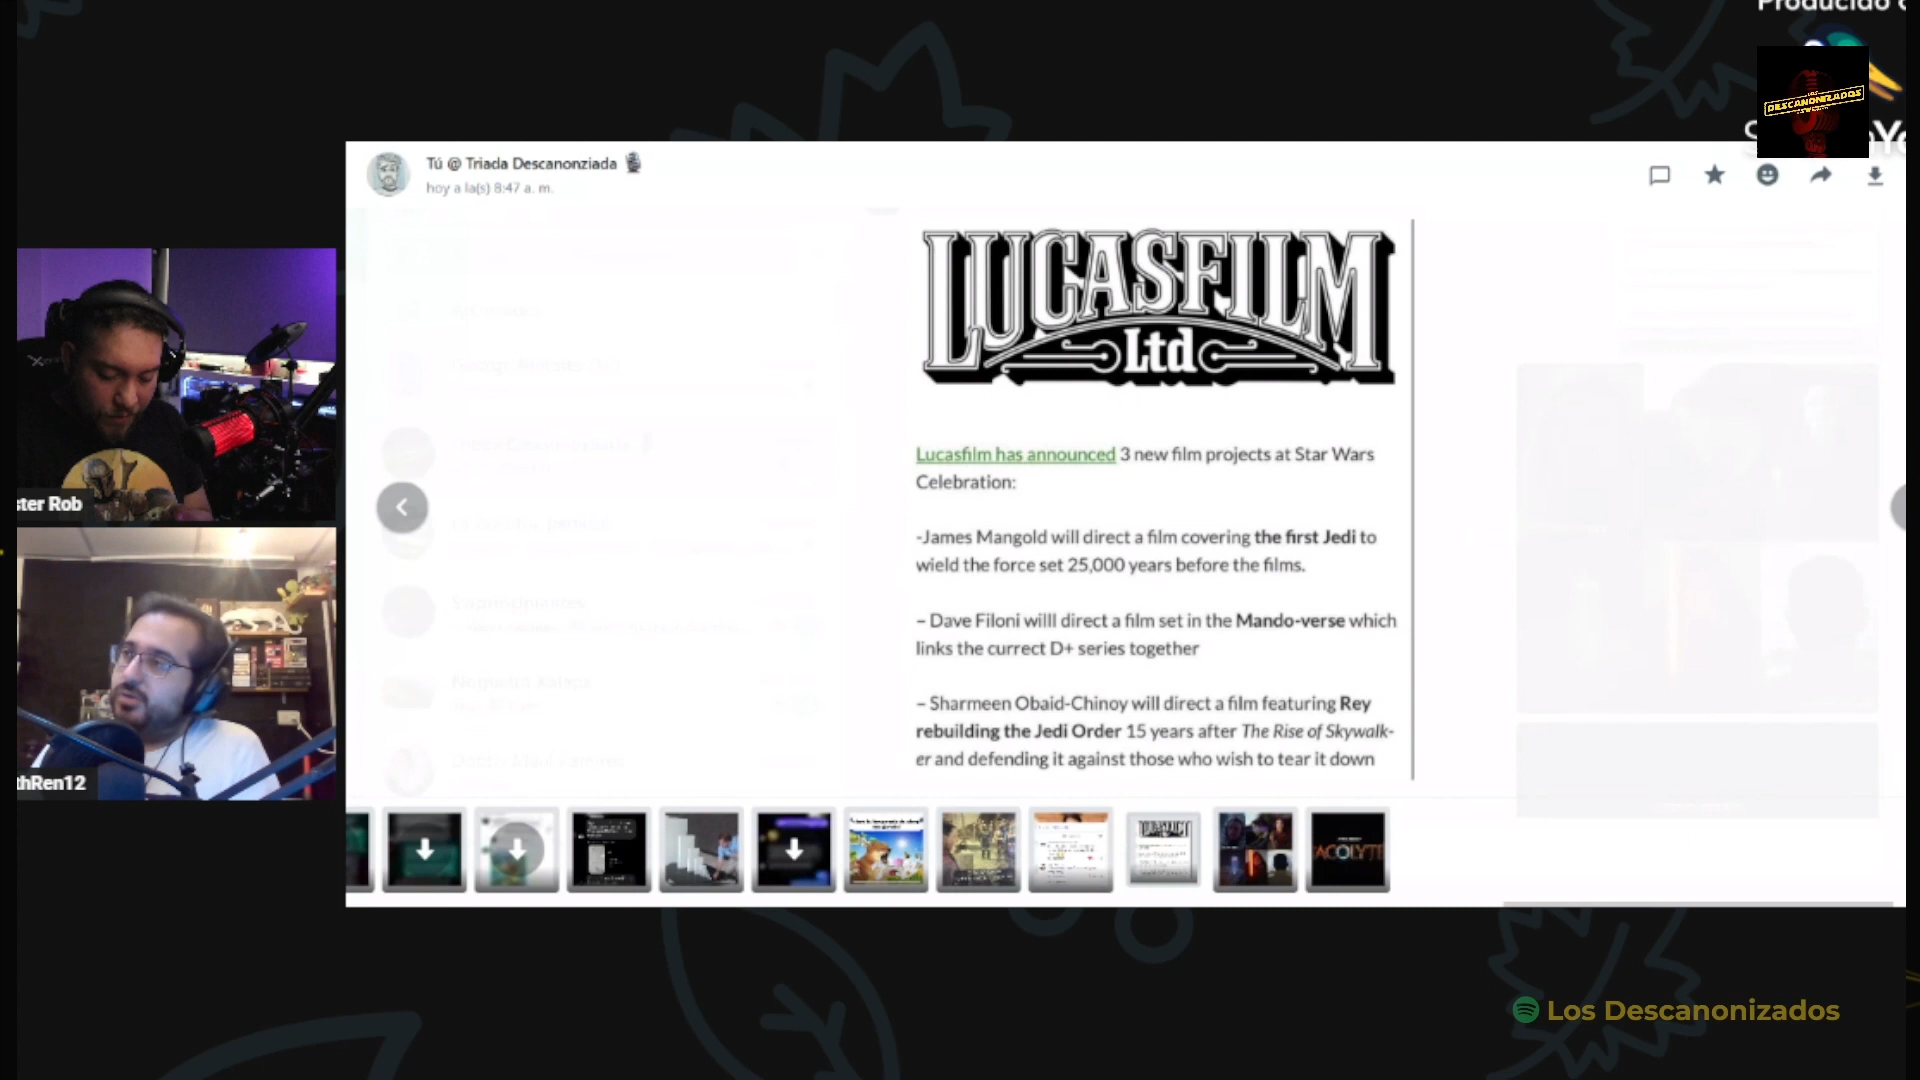 Producido
DESCANONIZADOS
Tú @ Triada Descanonziada
hoy a la(s) 8:47 a. m.
LUCASFILM
Ltd
Lucasfilm has announced 3 new film projects at Star Wars
Celebration:
-James Mangold will direct a film covering the first Jedi to
wield the force set 25,000 years before the films.
– Dave Filoni willl direct a film set in the Mando-verse which
links the currect D+ series together
– Sharmeen Obaid-Chinoy will direct a film featuring Rey
rebuilding the Jedi Order 15 years after The Rise of Skywalk-
er and defending it against those who wish to tear it down
ster Rob
thRen12
ACOLYTE
Los Descanonizados